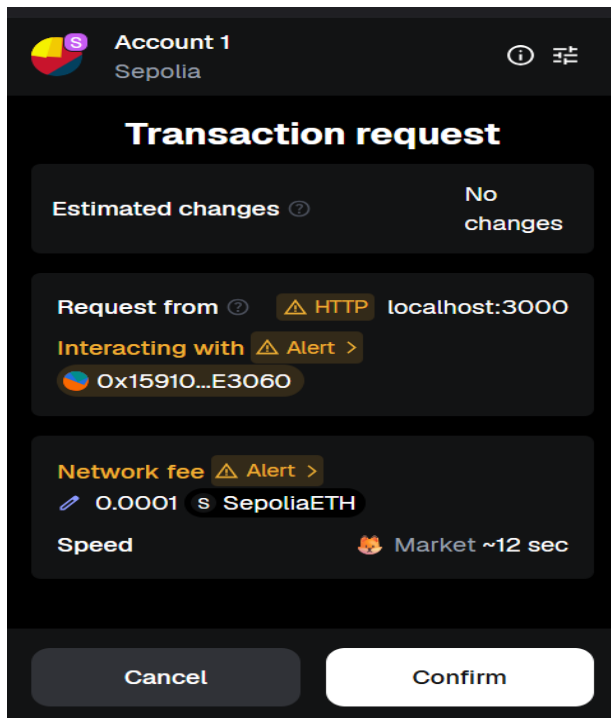 S
Account 1
Sepolia
Transaction request
Estimated changes ?
No
changes
Request from ? HTTP localhost:3000
Interacting with Alert >
0x15910...E3060
Network fee Alert >
0.0001 S SepoliaETH
Speed Market ~12 sec
Cancel Confirm